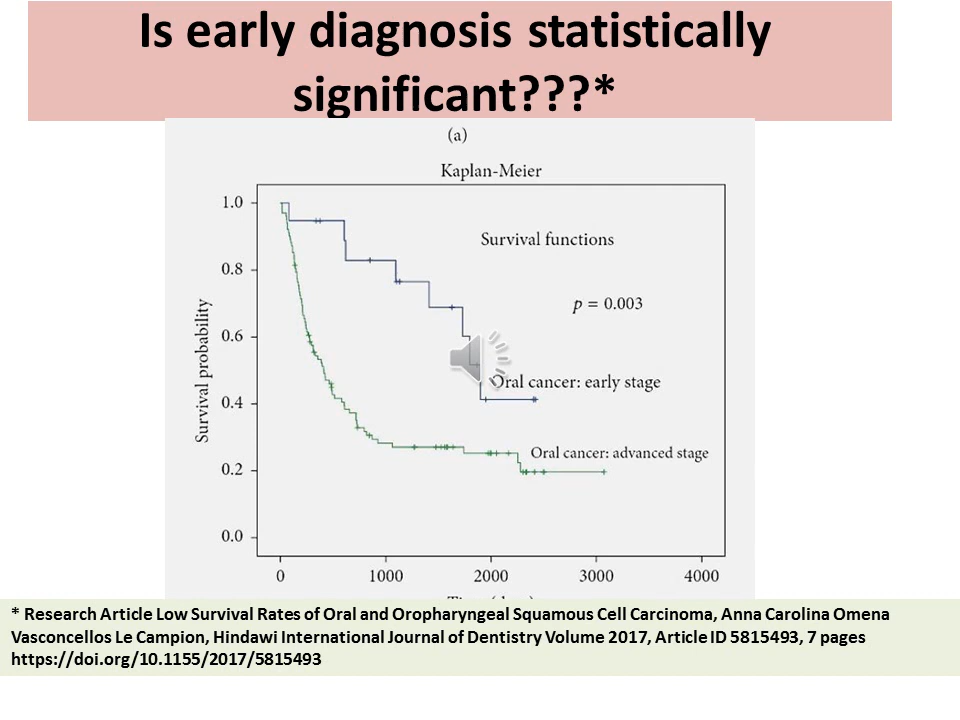 Is early diagnosis statistically
significant???*
(a)
Kaplan-Meier
Survival functions
p = 0.003
Oral cancer: early stage
Oral cancer: advanced stage
Survival probability
1.0
0.8
0.6
0.4
0.2
0.0
0 1000 2000 3000 4000
* Research Article Low Survival Rates of Oral and Oropharyngeal Squamous Cell Carcinoma, Anna Carolina Omena
Vasconcellos Le Campion, Hindawi International Journal of Dentistry Volume 2017, Article ID 5815493, 7 pages
https://doi.org/10.1155/2017/5815493